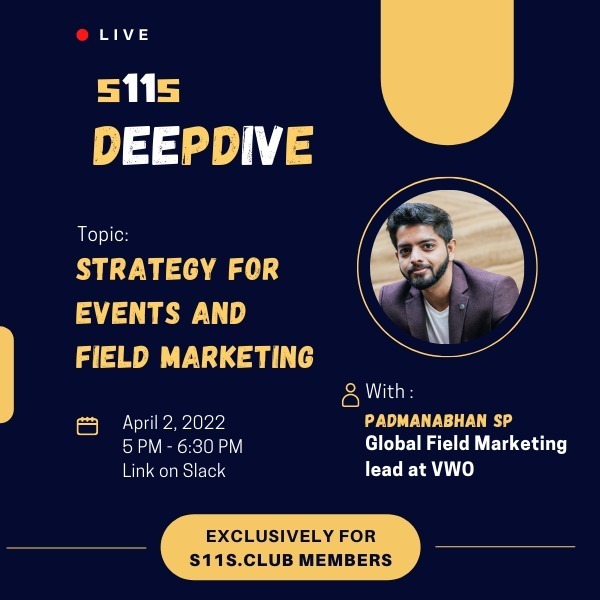 LIVE
s11s
DEEPDIVE
Topic:
STRATEGY FOR
EVENTS AND
FIELD MARKETING
April 2, 2022
5 PM - 6:30 PM
Link on Slack
With :
PADMANABHAN SP
Global Field Marketing
lead at VWO
EXCLUSIVELY FOR
S11S.CLUB MEMBERS